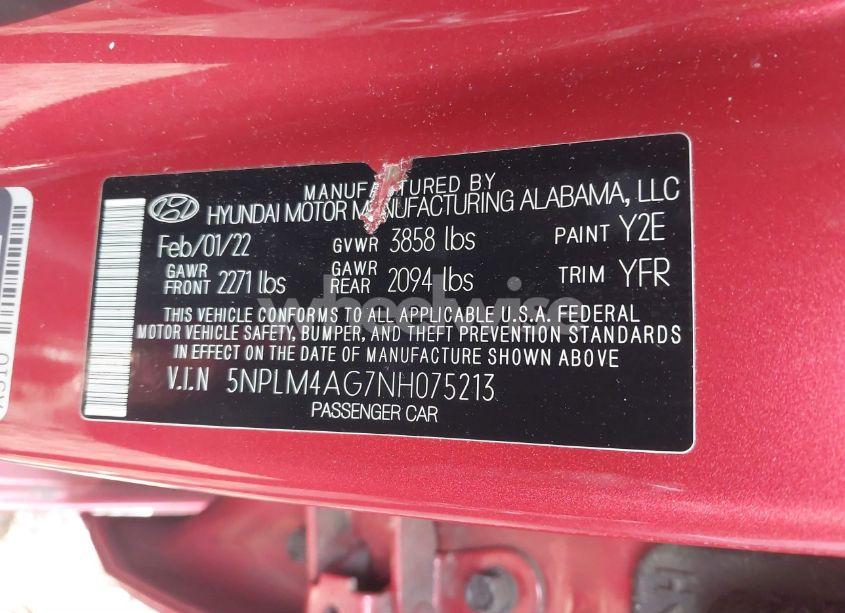 MANUFACTURED BY
HYUNDAI MOTOR MANUFACTURING ALABAMA, LLC
Feb/01/22 GVWR 3858 lbs PAINT Y2E
GAWR FRONT 2271 lbs GAWR REAR 2094 lbs TRIM YFR
THIS VEHICLE CONFORMS TO ALL APPLICABLE U.S.A. FEDERAL
MOTOR VEHICLE SAFETY, BUMPER, AND THEFT PREVENTION STANDARDS
IN EFFECT ON THE DATE OF MANUFACTURE SHOWN ABOVE
V.I.N 5NPLM4AG7NH075213
PASSENGER CAR
wheelwise